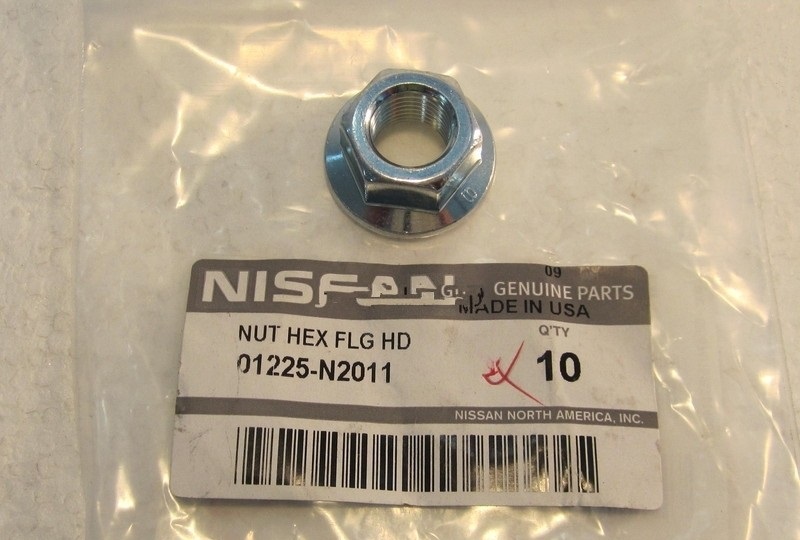 8
09
NISSAN GENUINE PARTS
MADE IN USA
NUT HEX FLG HD
Q'TY
01225-N2011
10
NISSAN NORTH AMERICA, INC.